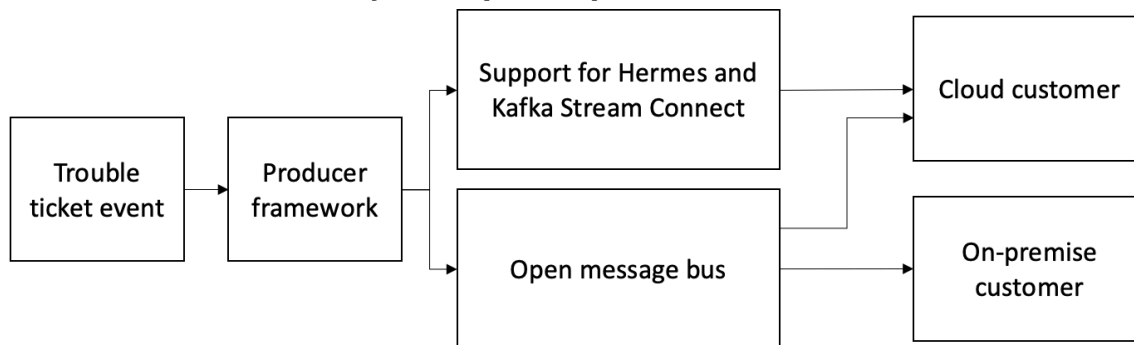 Trouble
ticket event
Producer
framework
Support for Hermes and
Kafka Stream Connect
Open message bus
Cloud customer
On-premise
customer